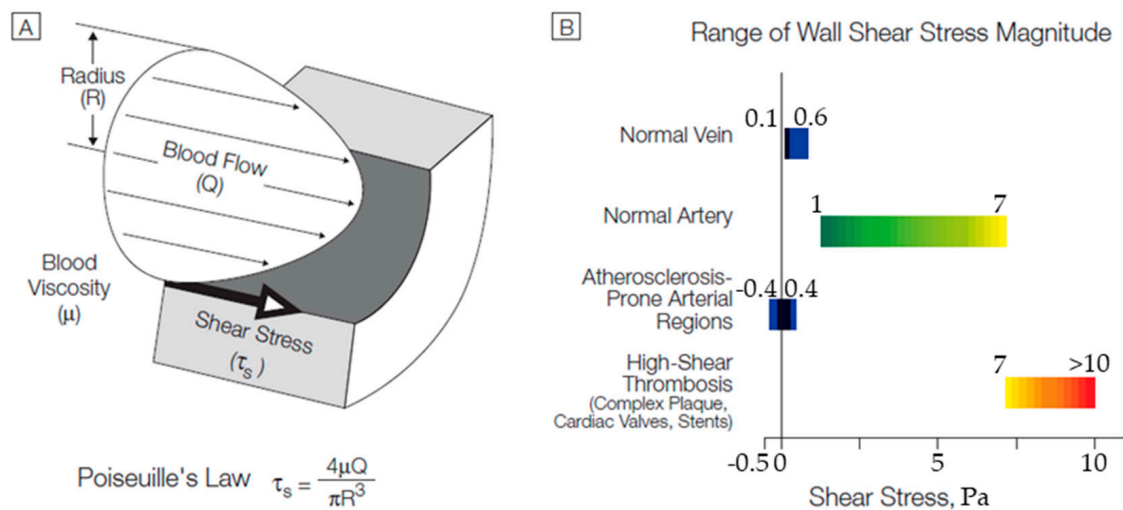 A
Radius
(R)
Blood Flow
(Q)
Blood
Viscosity
(μ)
Shear Stress
(τs)
Poiseuille's Law τs = 4μQ / πR³
B
Range of Wall Shear Stress Magnitude
Normal Vein
0.1 0.6
Normal Artery
1 7
Atherosclerosis-
Prone Arterial
Regions
-0.4 0.4
High-Shear
Thrombosis
(Complex Plaque,
Cardiac Valves, Stents)
7 >10
-0.5 0 5 10
Shear Stress, Pa